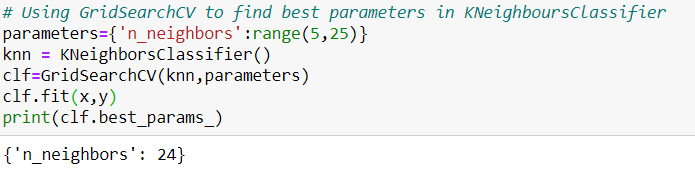 # Using GridSearchCV to find best parameters in KNeighboursClassifier
parameters={'n_neighbors':range(5,25)}
knn = KNeighborsClassifier()
clf=GridSearchCV(knn,parameters)
clf.fit(x,y)
print(clf.best_params_)
{'n_neighbors': 24}